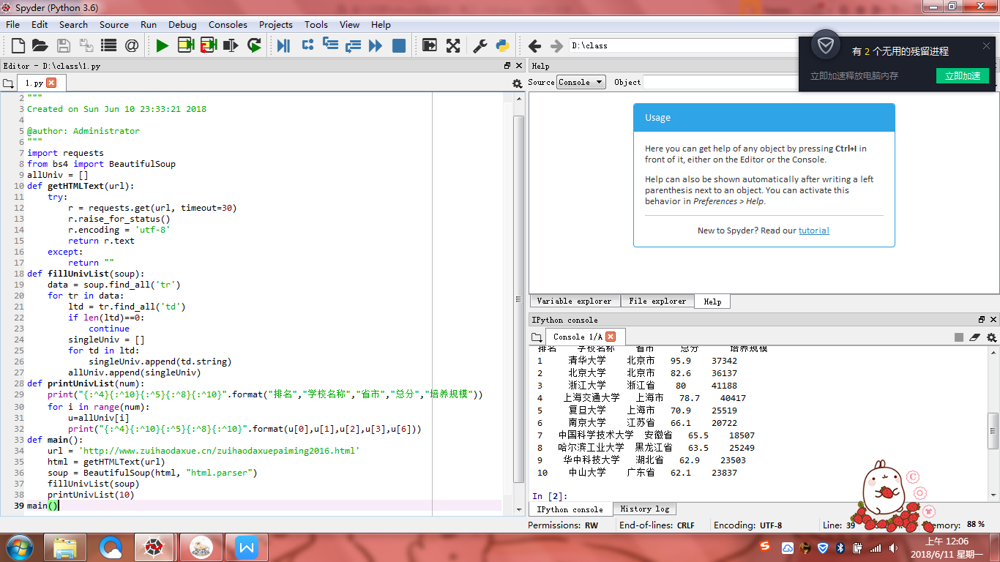 Spyder (Python 3.6)
File Edit Search Source Run Debug Consoles Projects Tools View Help
D:\class
有 2 个无用的残留进程
立即加速释放电脑内存 立即加速
Editor - D:\class\1.py
1.py
2 """
3 Created on Sun Jun 10 23:33:21 2018
4
5 @author: Administrator
6 """
7 import requests
8 from bs4 import BeautifulSoup
9 allUniv = []
10 def getHTMLText(url):
11     try:
12         r = requests.get(url, timeout=30)
13         r.raise_for_status()
14         r.encoding = 'utf-8'
15         return r.text
16     except:
17         return ""
18 def fillUnivList(soup):
19     data = soup.find_all('tr')
20     for tr in data:
21         ltd = tr.find_all('td')
22         if len(ltd)==0:
23             continue
24         singleUniv = []
25         for td in ltd:
26             singleUniv.append(td.string)
27         allUniv.append(singleUniv)
28 def printUnivList(num):
29     print("{:^4}{:^10}{:^5}{:^8}{:^10}".format("排名","学校名称","省市","总分","培养规模"))
30     for i in range(num):
31         u=allUniv[i]
32         print("{:^4}{:^10}{:^5}{:^8}{:^10}".format(u[0],u[1],u[2],u[3],u[6]))
33 def main():
34     url = 'http://www.zuihaodaxue.cn/zuihaodaxuepaiming2016.html'
35     html = getHTMLText(url)
36     soup = BeautifulSoup(html, "html.parser")
37     fillUnivList(soup)
38     printUnivList(10)
39 main()
Help
Source Console Object
Usage
Here you can get help of any object by pressing Ctrl+I in
front of it, either on the Editor or the Console.
Help can also be shown automatically after writing a left
parenthesis next to an object. You can activate this
behavior in Preferences > Help.
New to Spyder? Read our tutorial
Variable explorer File explorer Help
IPython console
Console 1/A
排名 学校名称 省市 总分 培养规模
1 清华大学 北京市 95.9 37342
2 北京大学 北京市 82.6 36137
3 浙江大学 浙江省 80 41188
4 上海交通大学 上海市 78.7 40417
5 复旦大学 上海市 70.9 25519
6 南京大学 江苏省 66.1 20722
7 中国科学技术大学 安徽省 65.5 18507
8 哈尔滨工业大学 黑龙江省 63.5 25249
9 华中科技大学 湖北省 62.9 23503
10 中山大学 广东省 62.1 23837
In [2]:
IPython console History log
Permissions: RW End-of-lines: CRLF Encoding: UTF-8 Line: 39 88 %
上午 12:06
2018/6/11 星期一